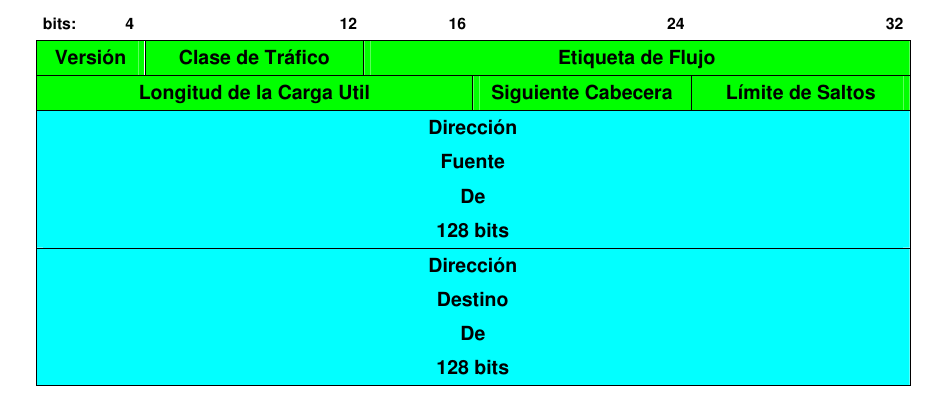 bits: 4 12 16 24 32
Versión Clase de Tráfico Etiqueta de Flujo
Longitud de la Carga Util Siguiente Cabecera Límite de Saltos
Dirección
Fuente
De
128 bits
Dirección
Destino
De
128 bits